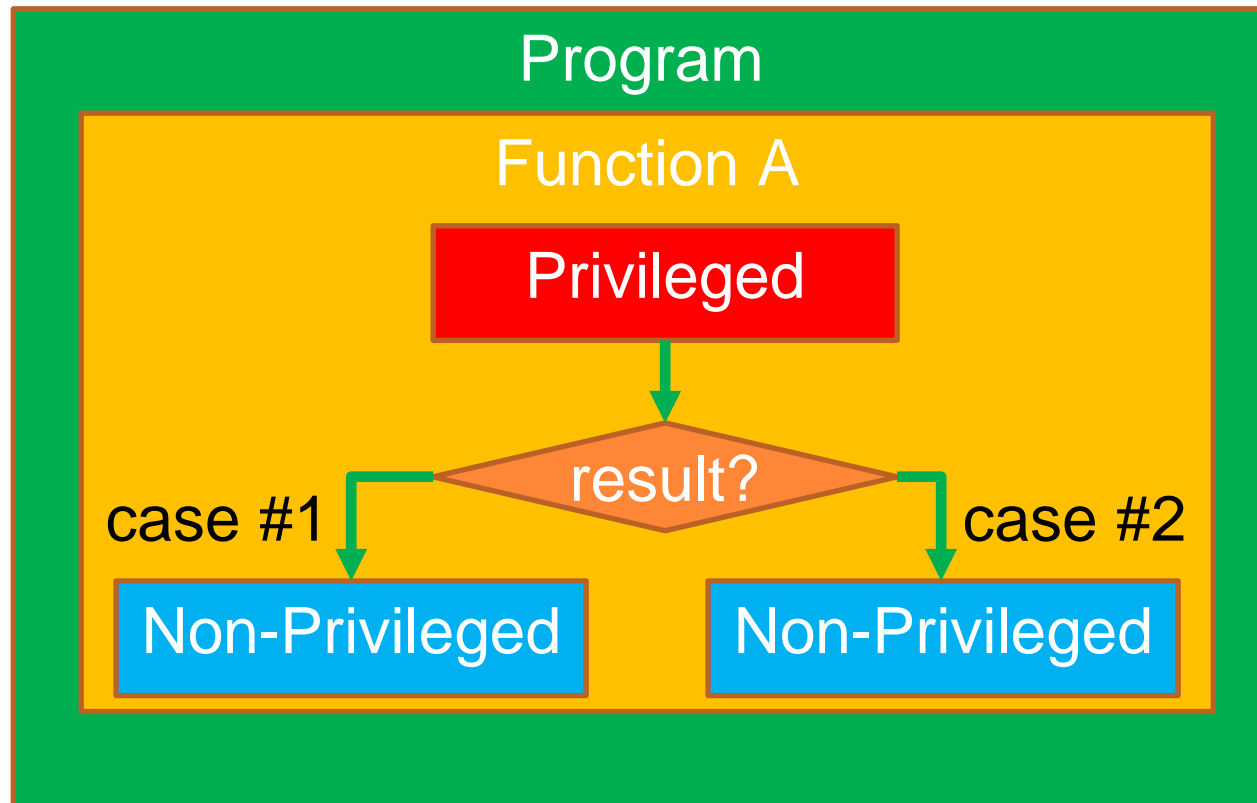 Program
Function A
Privileged
result?
case #1
case #2
Non-Privileged
Non-Privileged